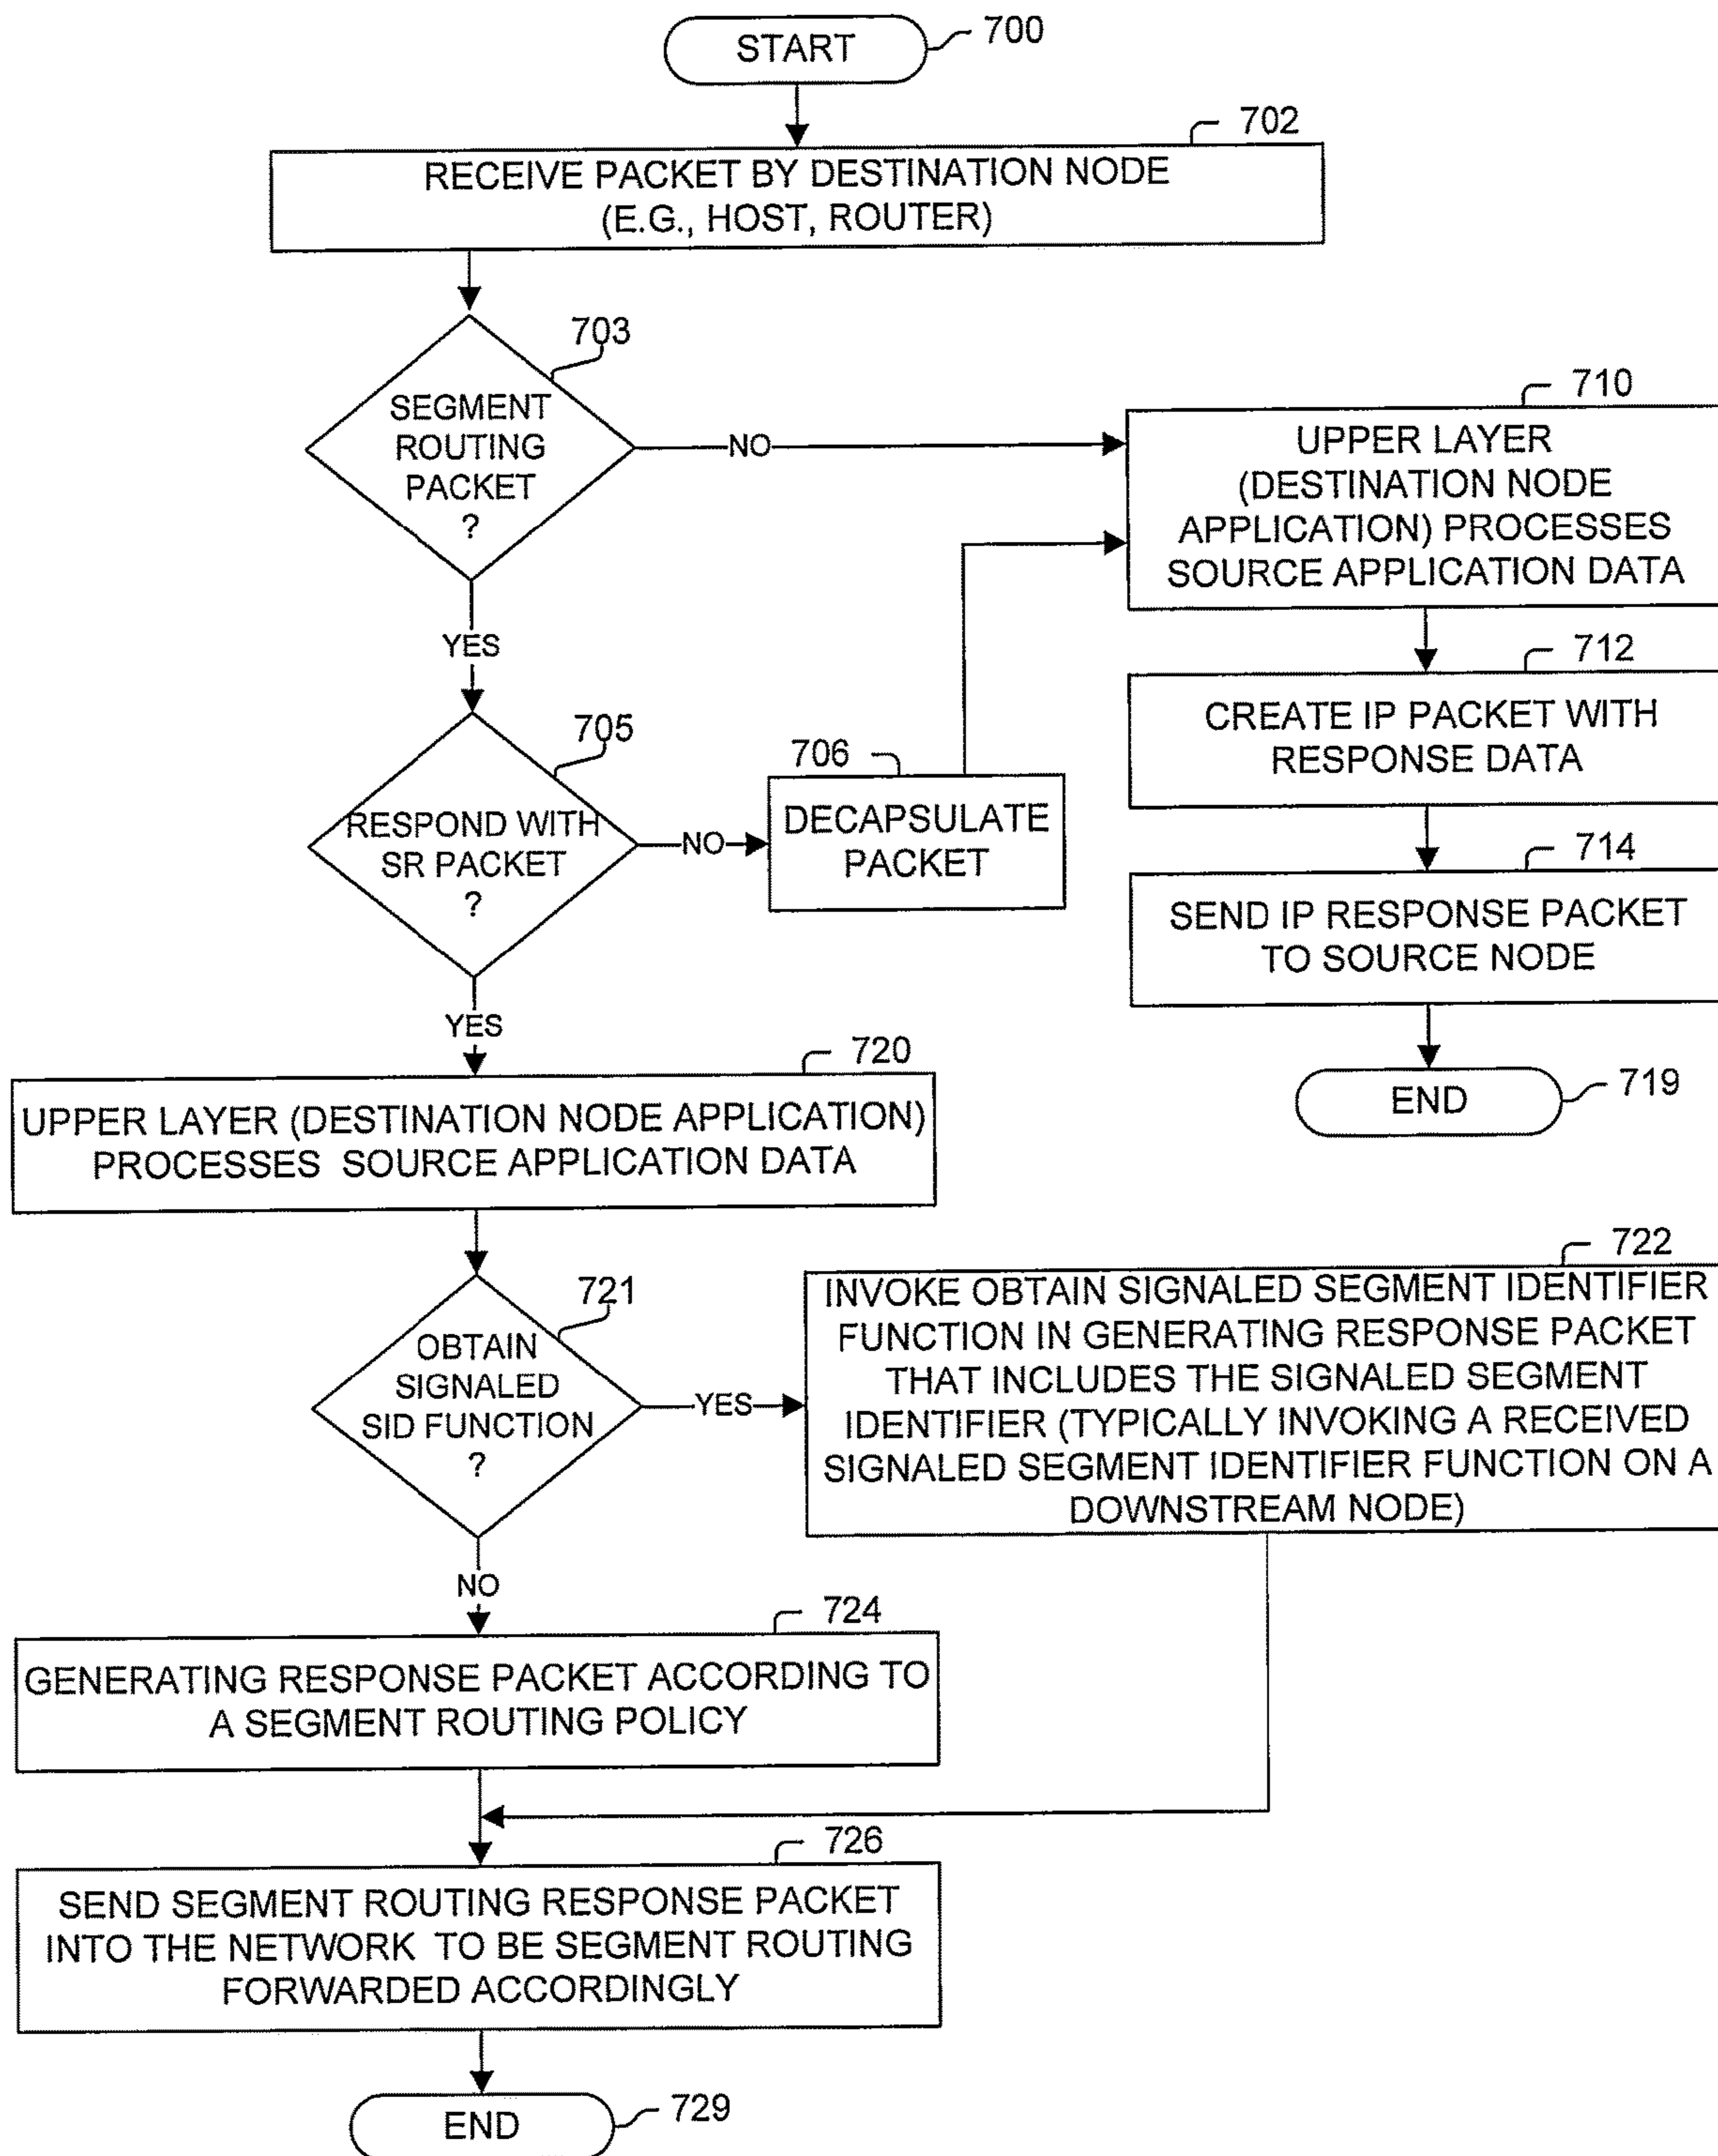 START
700
702
RECEIVE PACKET BY DESTINATION NODE
(E.G., HOST, ROUTER)
703
SEGMENT
ROUTING
PACKET
?
NO
YES
710
UPPER LAYER
(DESTINATION NODE
APPLICATION) PROCESSES
SOURCE APPLICATION DATA
712
CREATE IP PACKET WITH
RESPONSE DATA
714
SEND IP RESPONSE PACKET
TO SOURCE NODE
END
719
705
RESPOND WITH
SR PACKET
?
NO
706
DECAPSULATE
PACKET
YES
720
UPPER LAYER (DESTINATION NODE APPLICATION)
PROCESSES SOURCE APPLICATION DATA
721
OBTAIN
SIGNALED
SID FUNCTION
?
YES
722
INVOKE OBTAIN SIGNALED SEGMENT IDENTIFIER
FUNCTION IN GENERATING RESPONSE PACKET
THAT INCLUDES THE SIGNALED SEGMENT
IDENTIFIER (TYPICALLY INVOKING A RECEIVED
SIGNALED SEGMENT IDENTIFIER FUNCTION ON A
DOWNSTREAM NODE)
NO
724
GENERATING RESPONSE PACKET ACCORDING TO
A SEGMENT ROUTING POLICY
726
SEND SEGMENT ROUTING RESPONSE PACKET
INTO THE NETWORK TO BE SEGMENT ROUTING
FORWARDED ACCORDINGLY
END
729